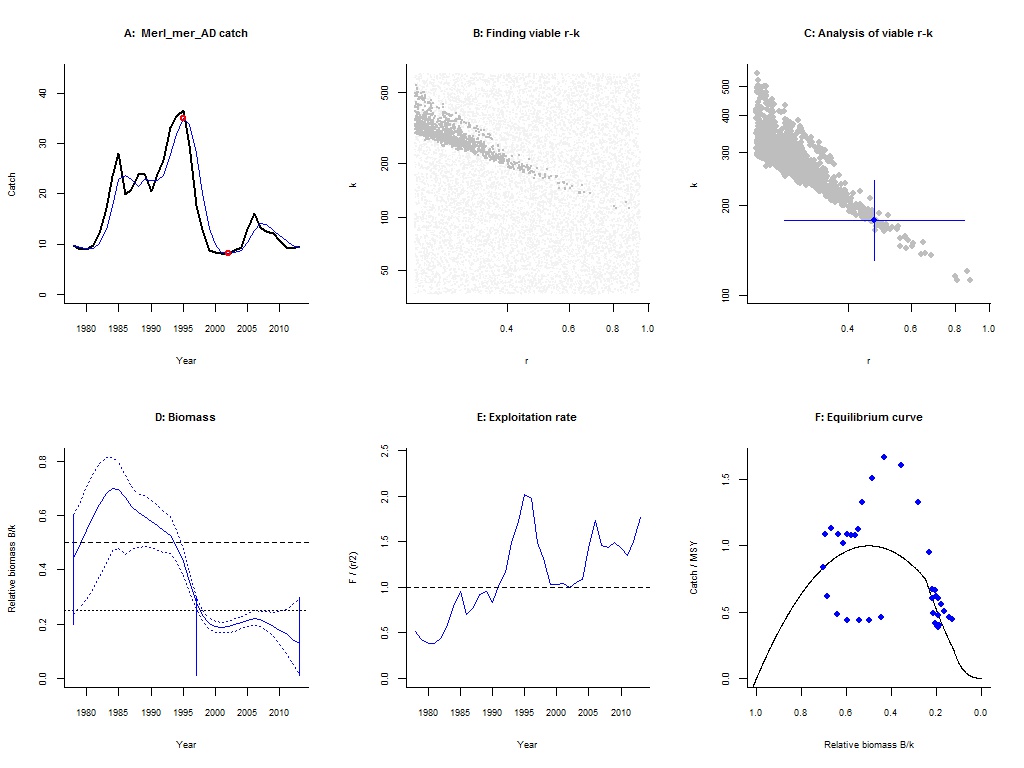 A: Merl_mer_AD catch
Catch
40
30
20
10
0
1980 1985 1990 1995 2000 2005 2010
Year
B: Finding viable r-k
k
500
200
100
50
0.4 0.6 0.8 1.0
r
C: Analysis of viable r-k
k
500
400
300
200
100
0.4 0.6 0.8 1.0
r
D: Biomass
Relative biomass B/k
0.8
0.6
0.4
0.2
0.0
1980 1985 1990 1995 2000 2005 2010
Year
E: Exploitation rate
F / (r/2)
2.5
2.0
1.5
1.0
0.5
0.0
1980 1985 1990 1995 2000 2005 2010
Year
F: Equilibrium curve
Catch / MSY
1.5
1.0
0.5
0.0
1.0 0.8 0.6 0.4 0.2 0.0
Relative biomass B/k